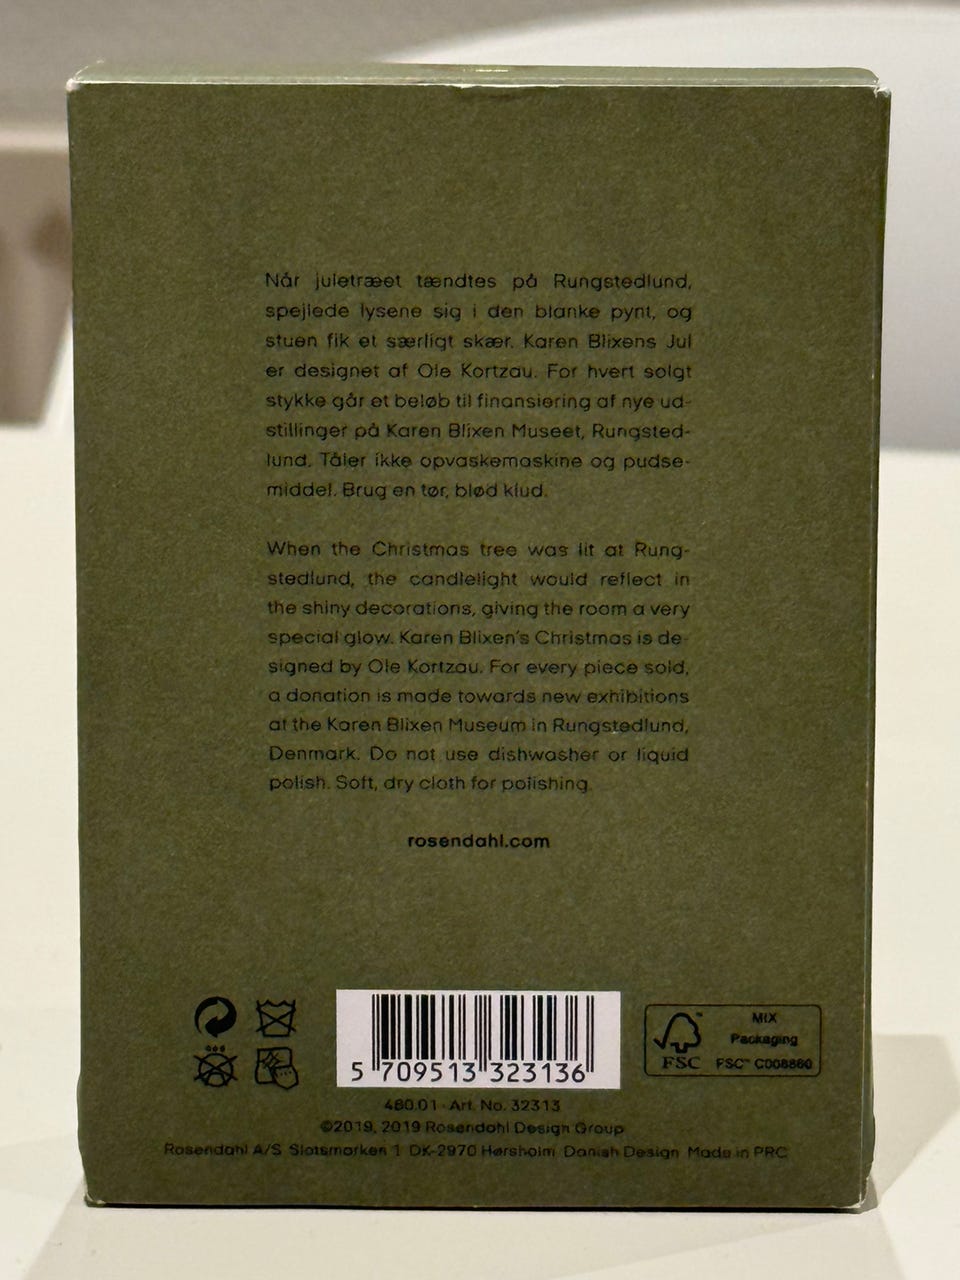 Når juletræet tændtes på Rungstedlund,
spejlede lysene sig i den blanke pynt, og
stuen fik et særligt skær. Karen Blixens Jul
er designet af Ole Kortzau. For hvert solgt
stykke går et beløb til finansiering af nye ud-
stillinger på Karen Blixen Museet, Rungsted-
lund. Tåler ikke opvaskemaskine og pudse-
middel. Brug en tør, blød klud.
When the Christmas tree was lit at Rung-
stedlund, the candlelight would reflect in
the shiny decorations, giving the room a very
special glow. Karen Blixen's Christmas is de-
signed by Ole Kortzau. For every piece sold,
a donation is made towards new exhibitions
at the Karen Blixen Museum in Rungstedlund,
Denmark. Do not use dishwasher or liquid
polish. Soft, dry cloth for polishing.
rosendahl.com
5 709513 323136
MIX
Packaging
FSC FSC™ C008860
480.01 · Art. No. 32313
©2019, 2019 Rosendahl Design Group
Rosendahl A/S Slotsmarken 1 DK-2970 Hørsholm Danish Design Made in PRC